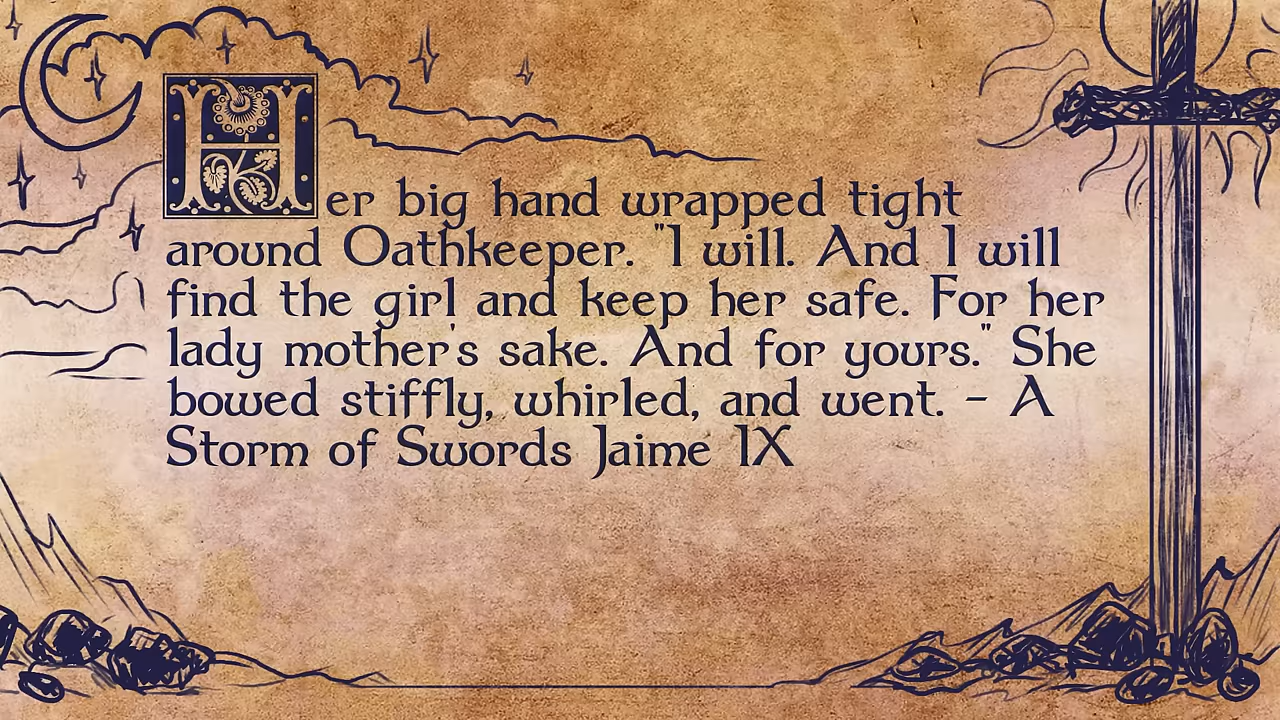 Her big hand wrapped tight
around Oathkeeper. "I will. And I will
find the girl and keep her safe. For her
lady mother's sake. And for yours." She
bowed stiffly, whirled, and went. - A
Storm of Swords Jaime IX